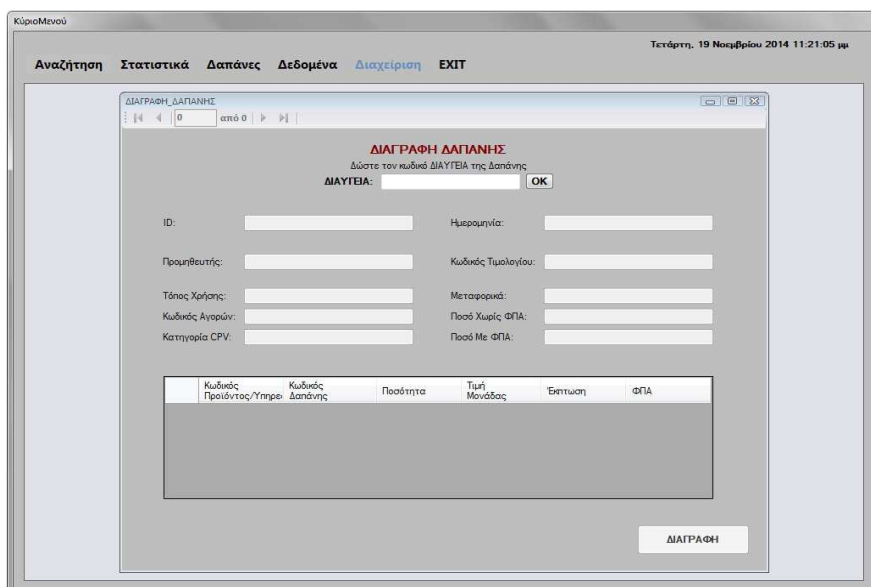 ΚύριοΜενού
Τετάρτη, 19 Νοεμβρίου 2014 11:21:05 μμ
Αναζήτηση Στατιστικά Δαπάνες Δεδομένα Διαχείριση EXIT
ΔΙΑΓΡΑΦΗ_ΔΑΠΑΝΗΣ
0 από 0
ΔΙΑΓΡΑΦΗ ΔΑΠΑΝΗΣ
Δώστε τον κωδικό ΔΙΑΥΓΕΙΑ της Δαπάνης
ΔΙΑΥΓΕΙΑ: OK
ID: Ημερομηνία:
Προμηθευτής: Κωδικός Τιμολογίου:
Τόπος Χρήσης: Μεταφορικά:
Κωδικός Αγορών: Ποσό Χωρίς ΦΠΑ:
Κατηγορία CPV: Ποσό Με ΦΠΑ:
Κωδικός Κωδικός Τιμή
Προϊόντος/Υπηρε Δαπάνης Ποσότητα Μονάδας Έκπτωση ΦΠΑ
ΔΙΑΓΡΑΦΗ